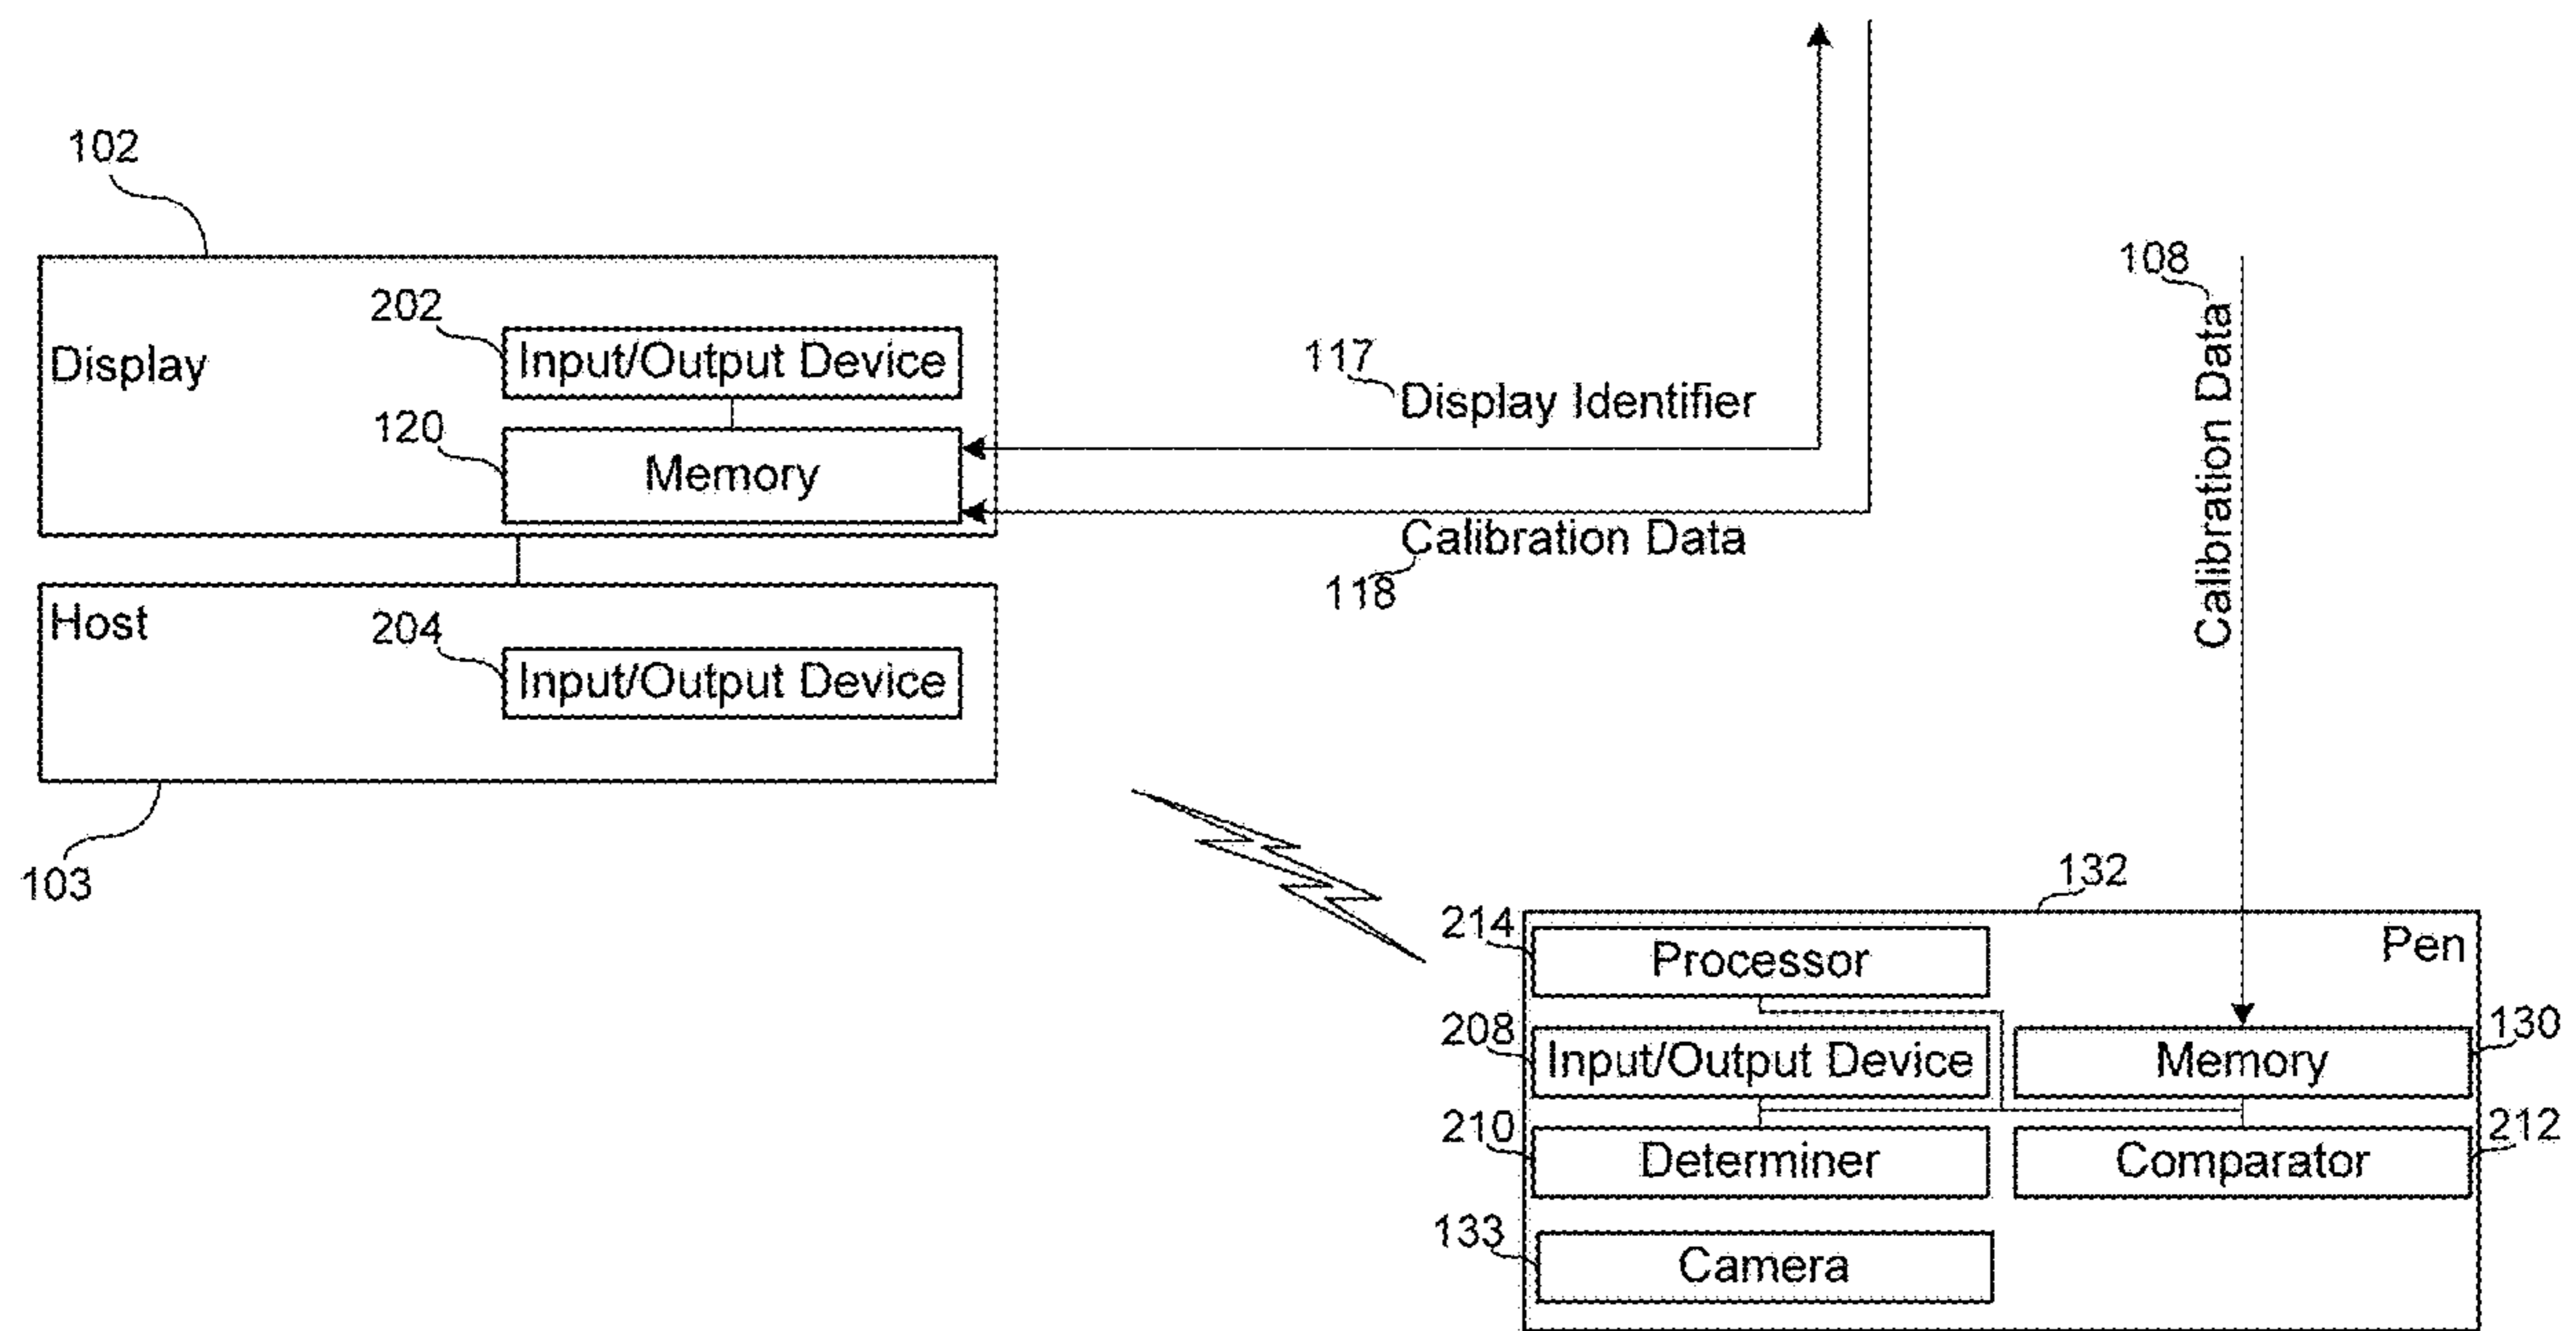 102
Display
202
Input/Output Device
120
Memory
117
Display Identifier
Calibration Data
118
108
Calibration Data
Host
204
Input/Output Device
103
132
Pen
214
Processor
208
Input/Output Device
130
Memory
210
Determiner
212
Comparator
133
Camera